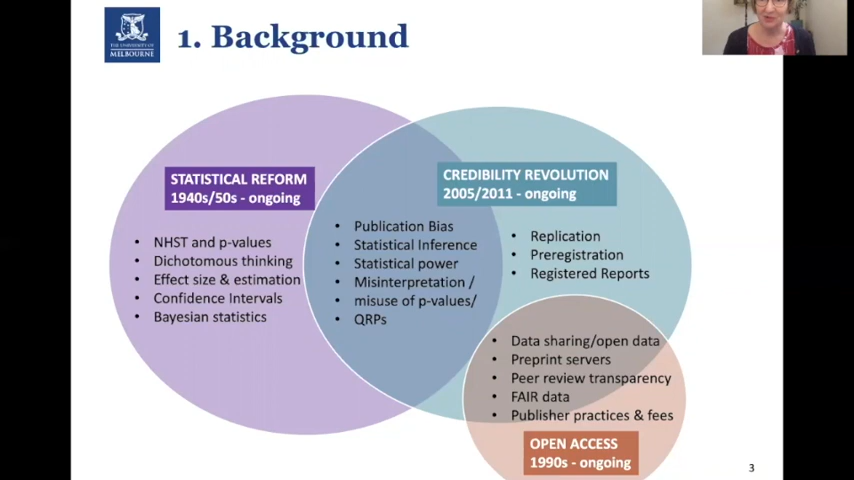 THE UNIVERSITY OF
MELBOURNE
1. Background
STATISTICAL REFORM
1940s/50s - ongoing
• NHST and p-values
• Dichotomous thinking
• Effect size & estimation
• Confidence Intervals
• Bayesian statistics
• Publication Bias
• Statistical Inference
• Statistical power
• Misinterpretation /
• misuse of p-values/
• QRPs
CREDIBILITY REVOLUTION
2005/2011 - ongoing
• Replication
• Preregistration
• Registered Reports
• Data sharing/open data
• Preprint servers
• Peer review transparency
• FAIR data
• Publisher practices & fees
OPEN ACCESS
1990s - ongoing
3